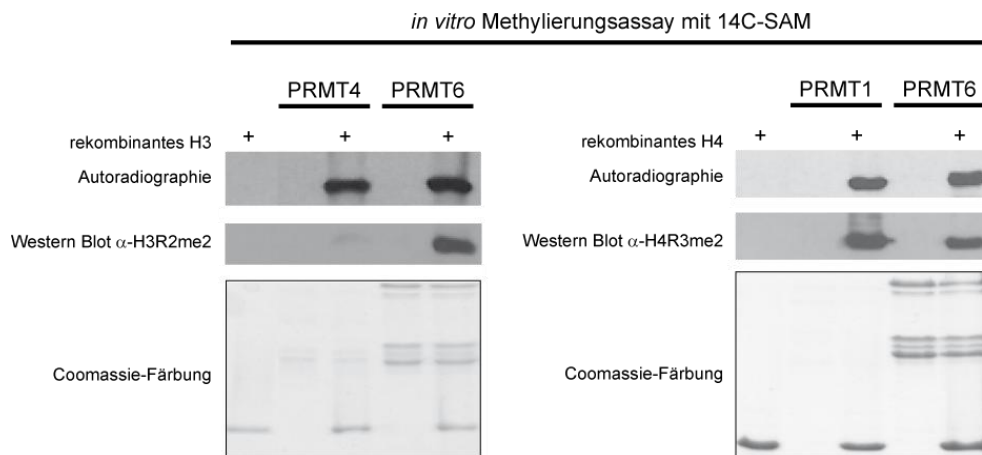 in vitro Methylierungsassay mit 14C-SAM
PRMT4 PRMT6
rekombinantes H3 + + +
Autoradiographie
Western Blot α-H3R2me2
Coomassie-Färbung
PRMT1 PRMT6
rekombinantes H4 + + +
Autoradiographie
Western Blot α-H4R3me2
Coomassie-Färbung